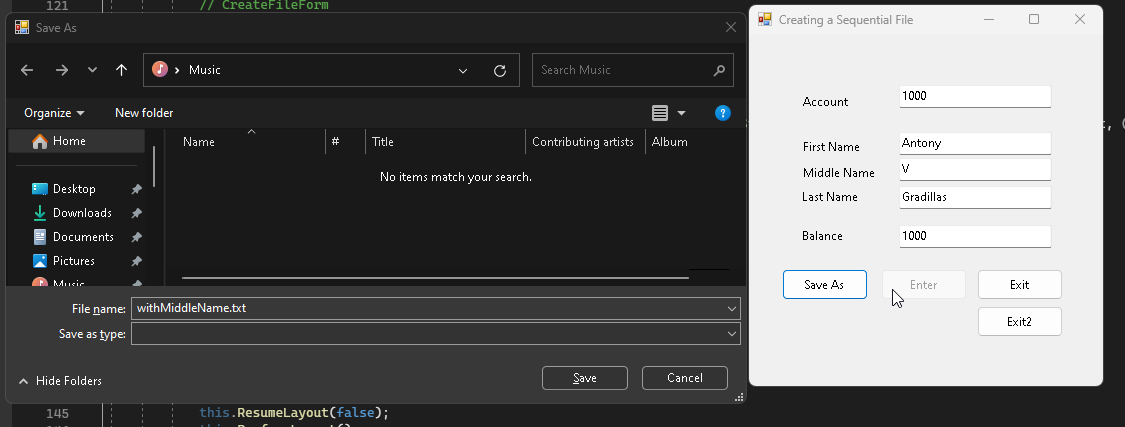 121 // CreateFileForm
Save As
Music
Search Music
Organize New folder ?
Home
Name # Title Contributing artists Album
No items match your search.
Desktop
Downloads
Documents
Pictures
Music
File name: withMiddleName.txt
Save as type:
Hide Folders Save Cancel
145 this.ResumeLayout(false);
Creating a Sequential File
Account 1000
First Name Antony
Middle Name V
Last Name Gradillas
Balance 1000
Save As Enter Exit
Exit2